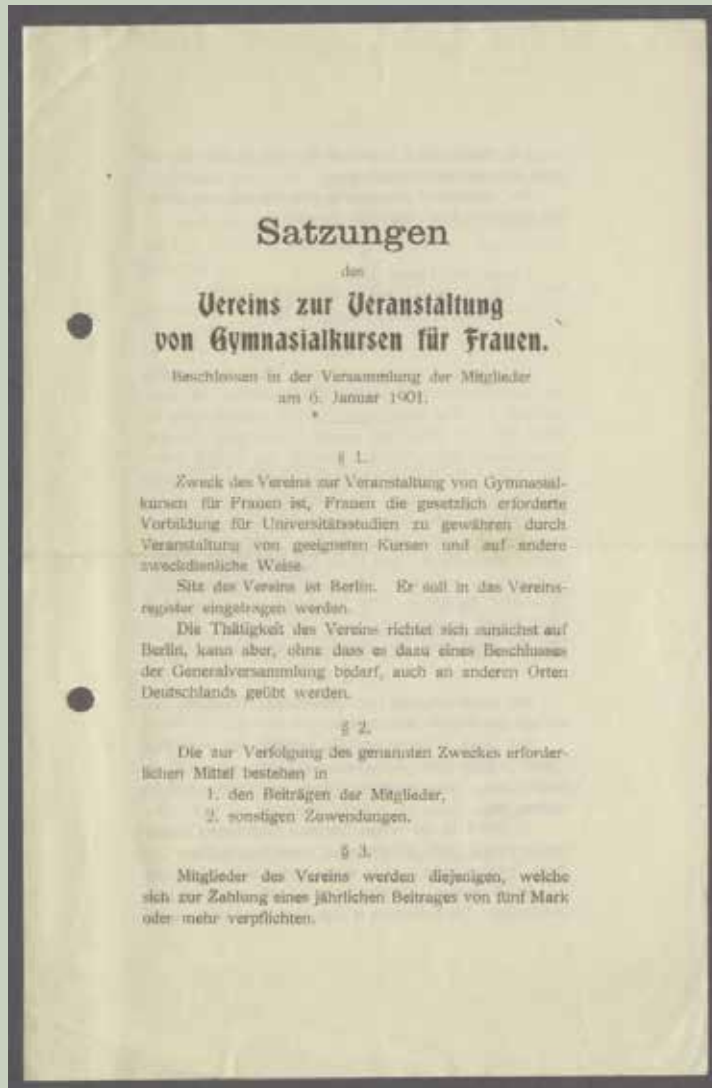 Satzungen
des
Vereins zur Veranstaltung
von Gymnasialkursen für Frauen.
Beschlossen in der Versammlung der Mitglieder
am 6. Januar 1901.
§ 1.
Zweck des Vereins zur Veranstaltung von Gymnasial-
kursen für Frauen ist, Frauen die gesetzlich erforderte
Vorbildung für Universitätsstudien zu gewähren durch
Veranstaltung von geeigneten Kursen und auf andere
zweckdienliche Weise.
Sitz des Vereins ist Berlin. Er soll in das Vereins-
register eingetragen werden.
Die Thätigkeit des Vereins richtet sich zunächst auf
Berlin, kann aber, ohne dass es dazu eines Beschlusses
der Generalversammlung bedarf, auch an anderen Orten
Deutschlands geübt werden.
§ 2.
Die zur Verfolgung des genannten Zweckes erforder-
lichen Mittel bestehen in
1. den Beiträgen der Mitglieder,
2. sonstigen Zuwendungen.
§ 3.
Mitglieder des Vereins werden diejenigen, welche
sich zur Zahlung eines jährlichen Beitrages von fünf Mark
oder mehr verpflichten.